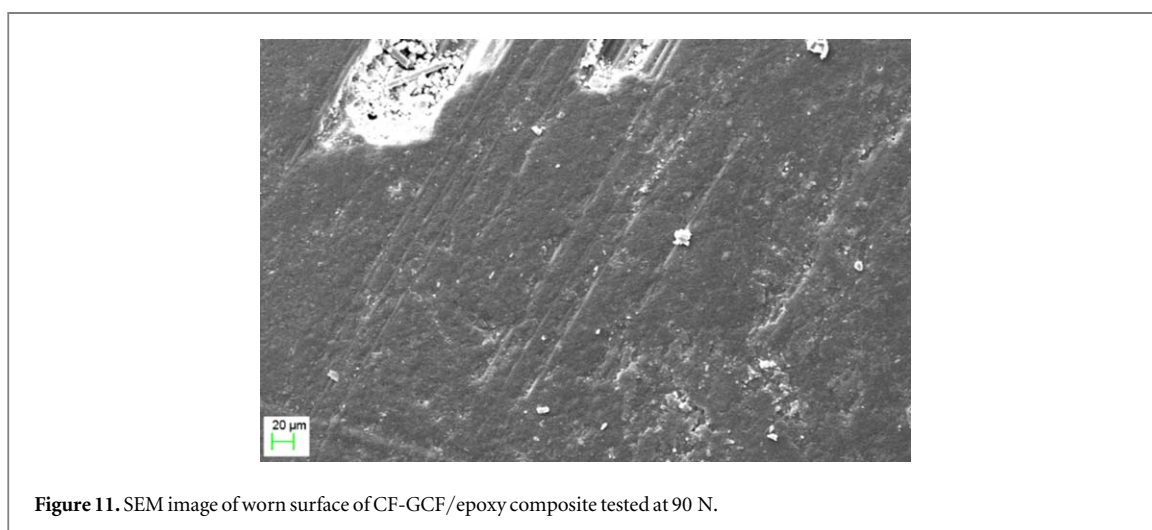 20 µm
Figure 11. SEM image of worn surface of CF-GCF/epoxy composite tested at 90 N.